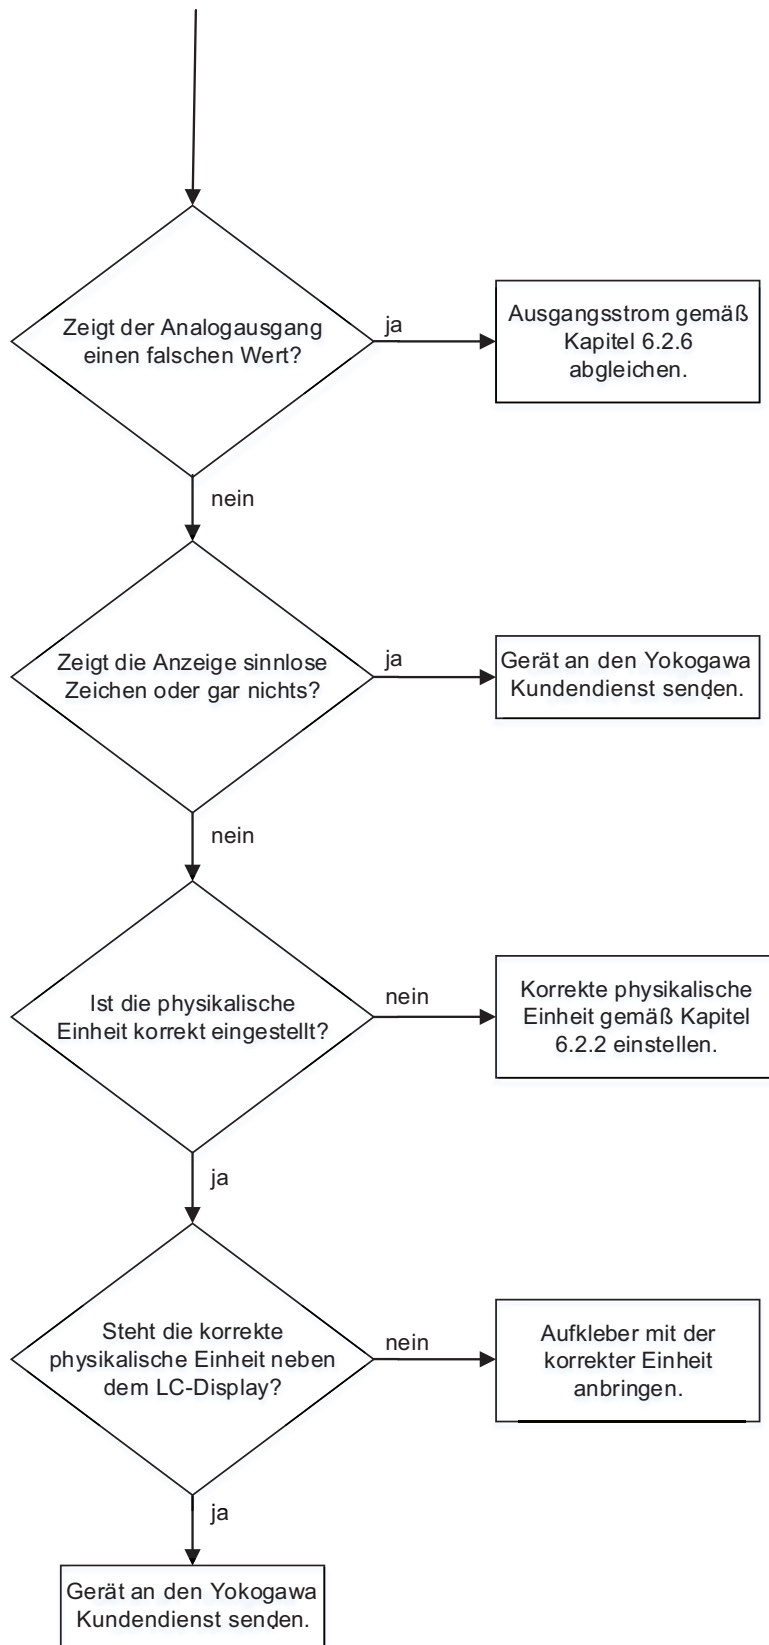 Zeigt der Analogausgang
einen falschen Wert?
ja
Ausgangsstrom gemäß
Kapitel 6.2.6
abgleichen.
nein
Zeigt die Anzeige sinnlose
Zeichen oder gar nichts?
ja
Gerät an den Yokogawa
Kundendienst senden.
nein
Ist die physikalische
Einheit korrekt eingestellt?
nein
Korrekte physikalische
Einheit gemäß Kapitel
6.2.2 einstellen.
ja
Steht die korrekte
physikalische Einheit neben
dem LC-Display?
nein
Aufkleber mit der
korrekter Einheit
anbringen.
ja
Gerät an den Yokogawa
Kundendienst senden.